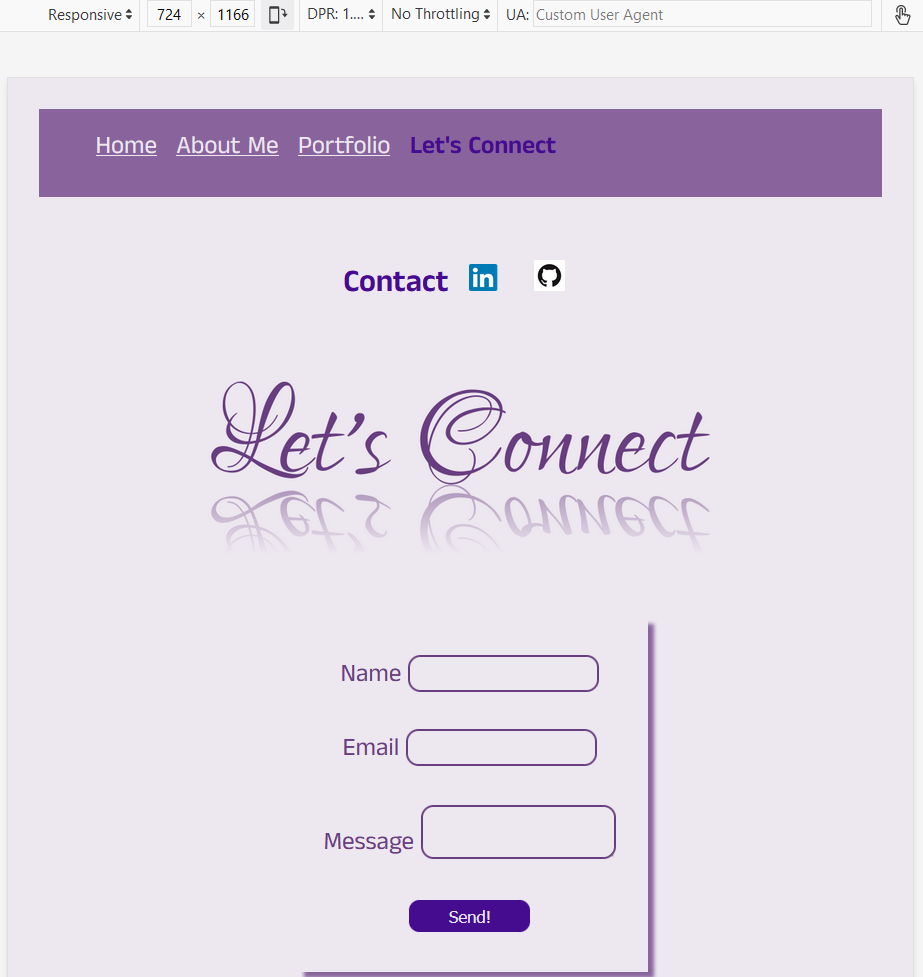 Responsive 724 × 1166 DPR: 1.... No Throttling UA: Custom User Agent
Home About Me Portfolio Let's Connect
Contact in
Let's Connect
Name
Email
Message
Send!